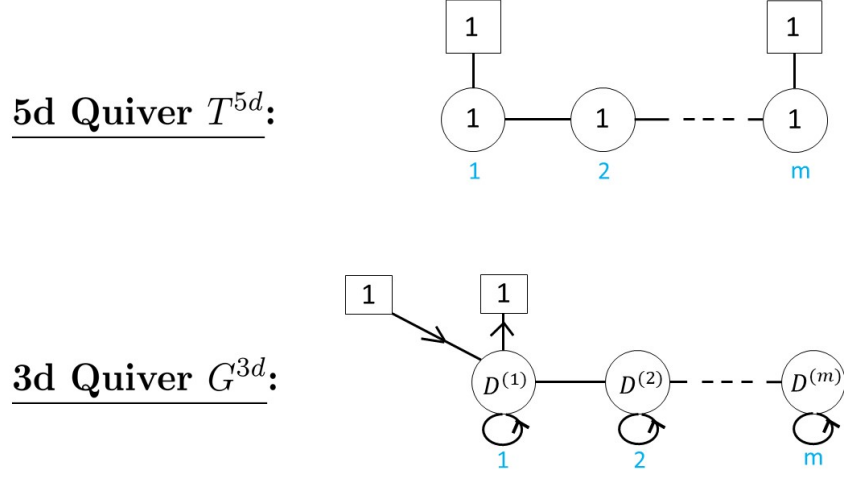 1 1
5d Quiver T^{5d}:
1 1 1
1 2 m
1 1
3d Quiver G^{3d}:
D^{(1)} D^{(2)} D^{(m)}
1 2 m